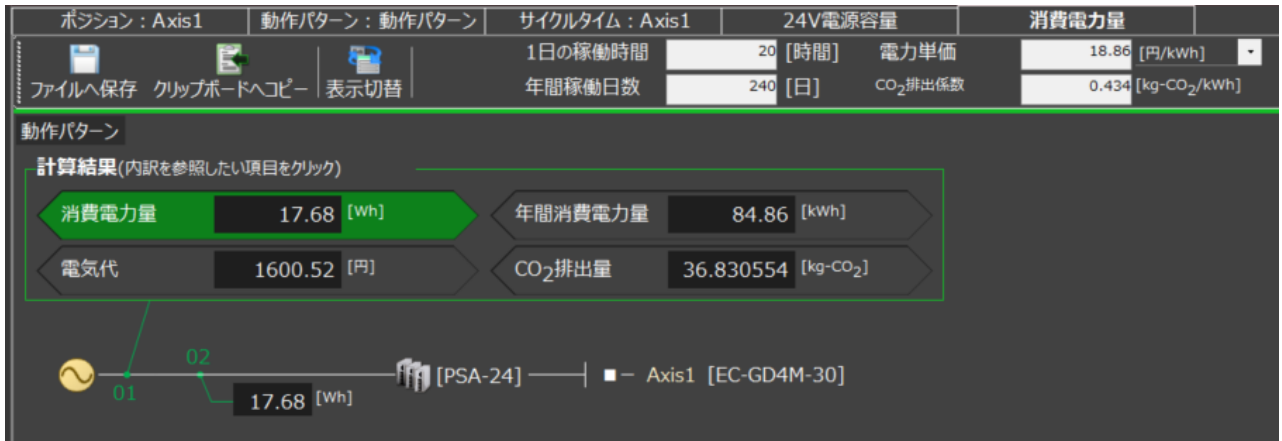 ポジション：Axis1 動作パターン：動作パターン サイクルタイム：Axis1 24V電源容量 消費電力量
1日の稼働時間 20 [時間] 電力単価 18.86 [円/kWh]
ファイルへ保存 クリップボードへコピー 表示切替 年間稼働日数 240 [日] CO2排出係数 0.434 [kg-CO2/kWh]
動作パターン
計算結果(内訳を参照したい項目をクリック)
消費電力量 17.68 [Wh] 年間消費電力量 84.86 [kWh]
電気代 1600.52 [円] CO2排出量 36.830554 [kg-CO2]
02
[PSA-24] Axis1 [EC-GD4M-30]
01
17.68 [Wh]